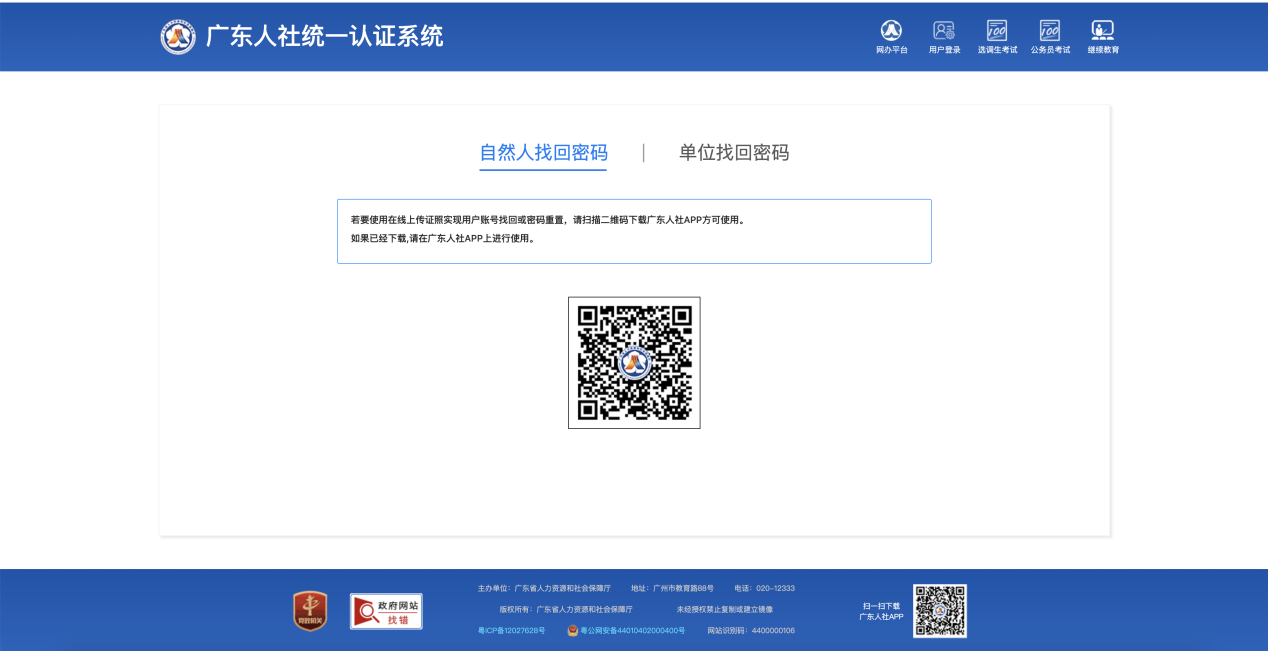 广东人社统一认证系统
网办平台
用户登录
选调生考试
公务员考试
继续教育
自然人找回密码 | 单位找回密码
若要使用在线上传证照实现用户账号找回或密码重置，请扫描二维码下载广东人社APP方可使用。
如果已经下载,请在广东人社APP上进行使用。
党政机关
政府网站
找错
主办单位：广东省人力资源和社会保障厅 地址：广州市教育路88号 电话：020-12333
版权所有：广东省人力资源和社会保障厅 未经授权禁止复制或建立镜像
粤ICP备12027628号 粤公网安备44010402000400号 网站识别码：4400000106
扫一扫下载
广东人社APP